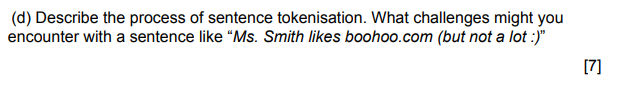 (d) Describe the process of sentence tokenisation. What challenges might you
encounter with a sentence like “Ms. Smith likes boohoo.com (but not a lot :)”
[7]